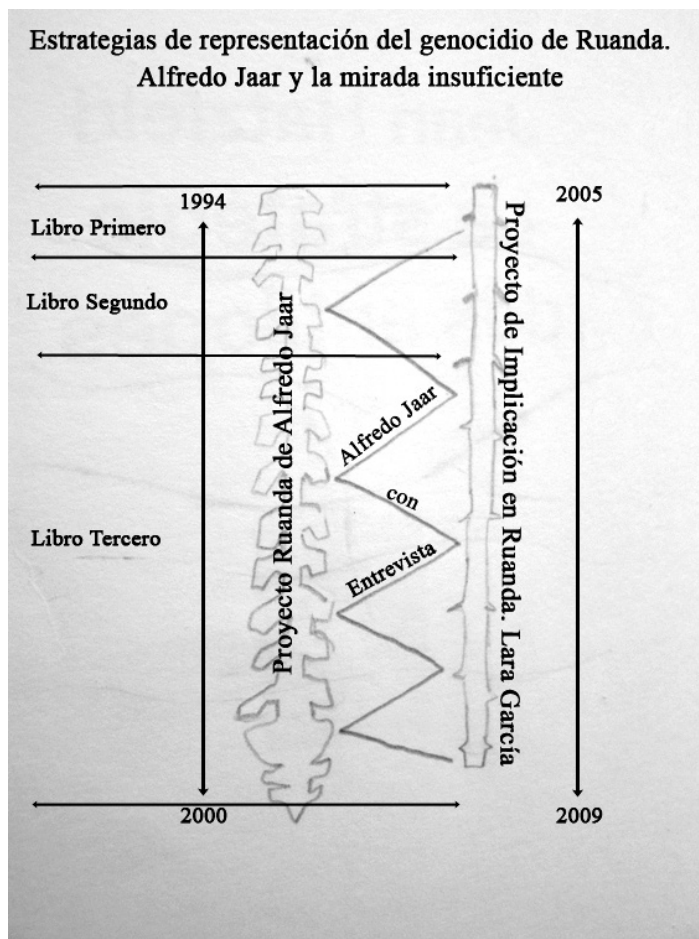 Estrategias de representación del genocidio de Ruanda.
Alfredo Jaar y la mirada insuficiente
1994
2005
Libro Primero
Libro Segundo
Libro Tercero
Proyecto Ruanda de Alfredo Jaar
Alfredo Jaar
con
Entrevista
Proyecto de Implicación en Ruanda. Lara García
2000
2009